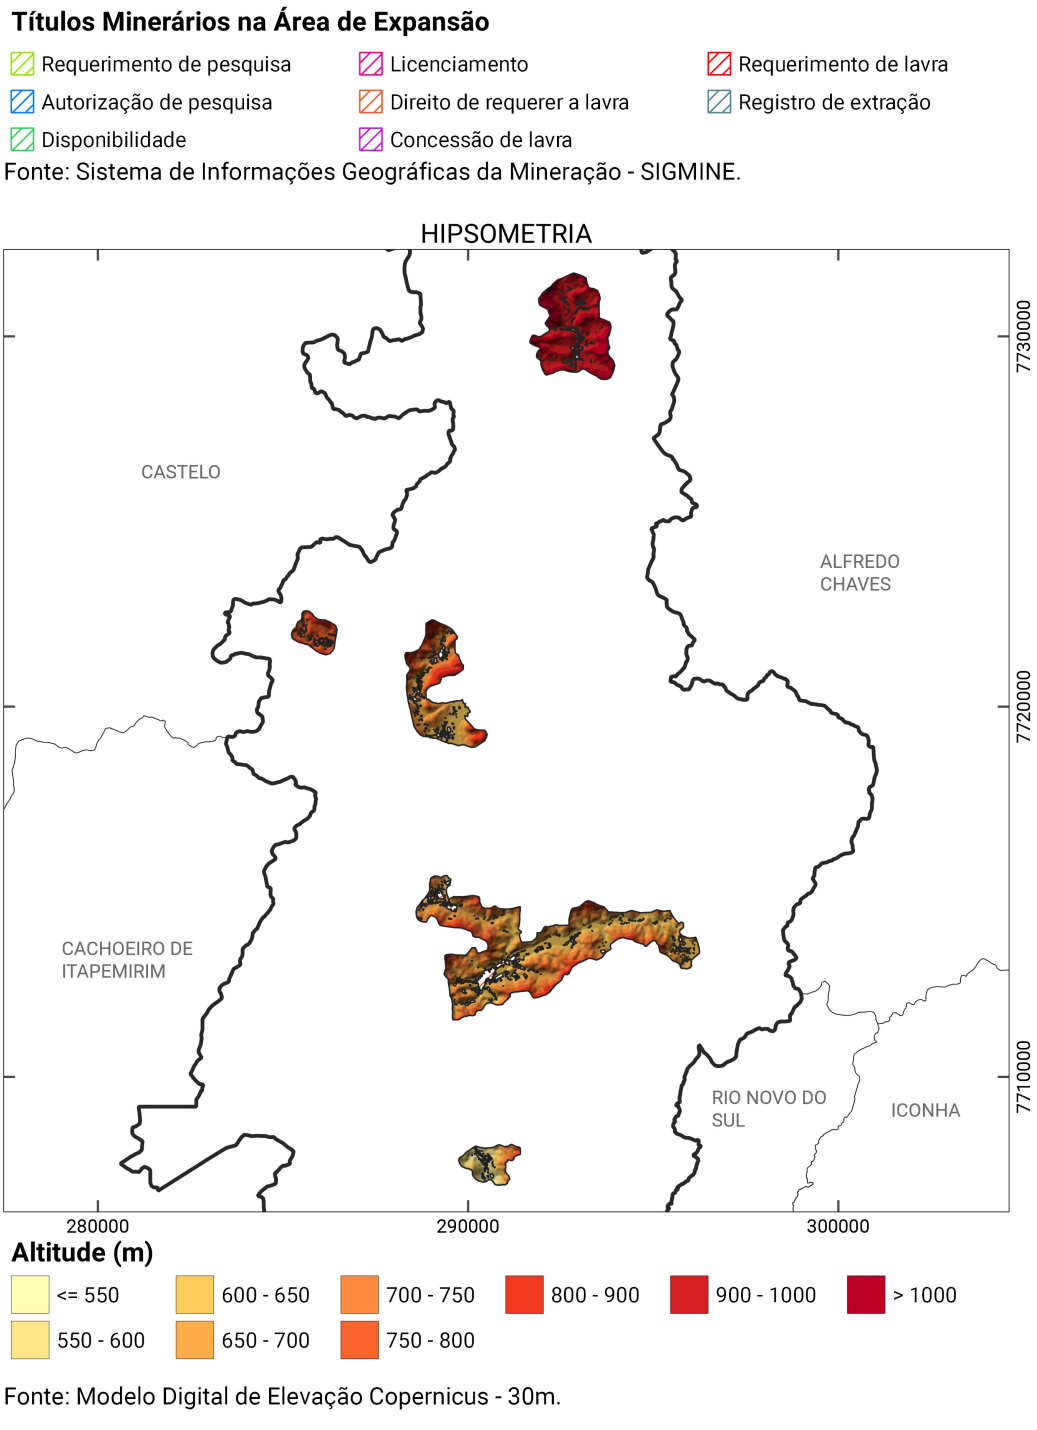 Títulos Minerários na Área de Expansão
Requerimento de pesquisa
Licenciamento
Requerimento de lavra
Autorização de pesquisa
Direito de requerer a lavra
Registro de extração
Disponibilidade
Concessão de lavra
Fonte: Sistema de Informações Geográficas da Mineração - SIGMINE.
HIPSOMETRIA
7730000
CASTELO
ALFREDO
CHAVES
7720000
CACHOEIRO DE
ITAPEMIRIM
7710000
RIO NOVO DO
SUL
ICONHA
280000
290000
300000
Altitude (m)
<= 550
600 - 650
700 - 750
800 - 900
900 - 1000
> 1000
550 - 600
650 - 700
750 - 800
Fonte: Modelo Digital de Elevação Copernicus - 30m.